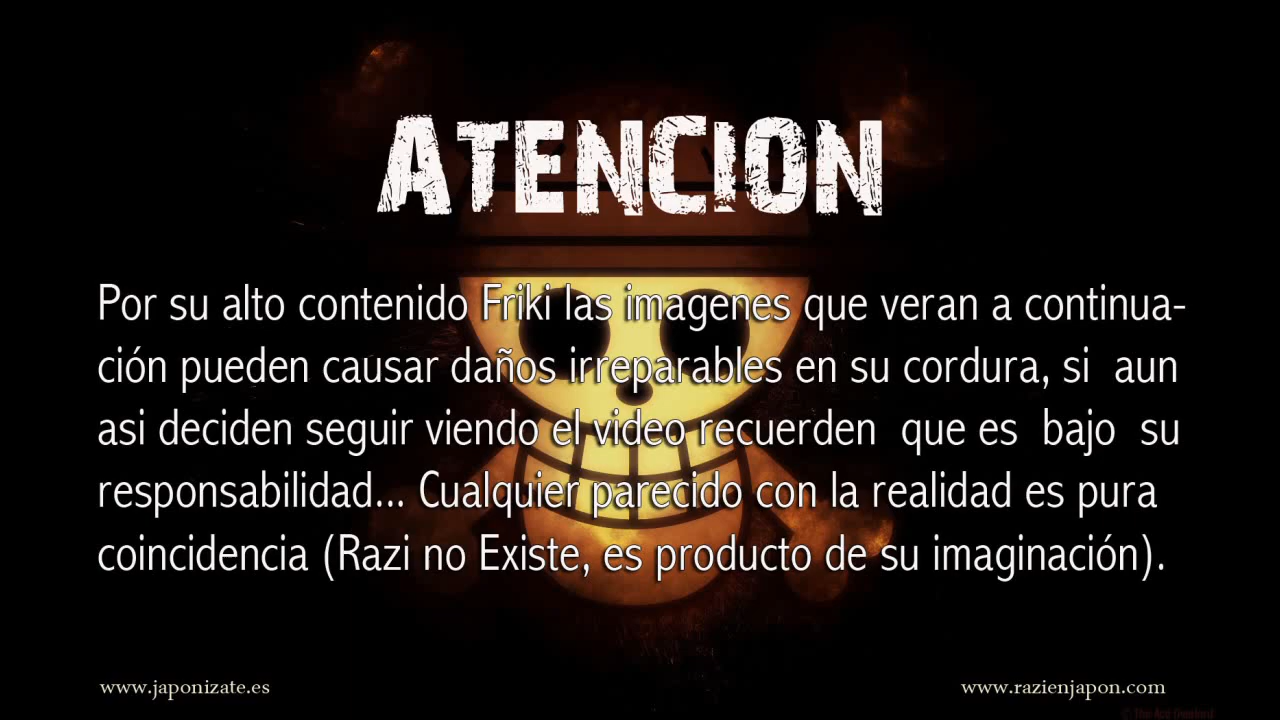 ATENCION
Por su alto contenido Friki las imagenes que veran a continua-
ción pueden causar daños irreparables en su cordura, si aun
asi deciden seguir viendo el video recuerden que es bajo su
responsabilidad... Cualquier parecido con la realidad es pura
coincidencia (Razi no Existe, es producto de su imaginación).
www.japonizate.es
www.razienjapon.com